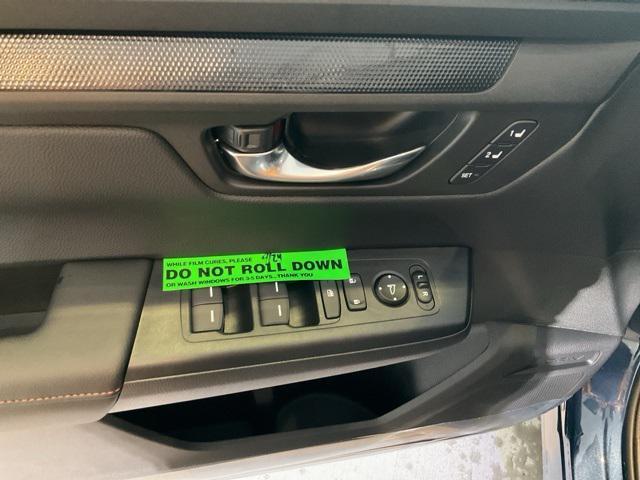 1
2
SET
WHILE FILM CURES, PLEASE
DO NOT ROLL DOWN
OR WASH WINDOWS FOR 3-5 DAYS...THANK YOU
R